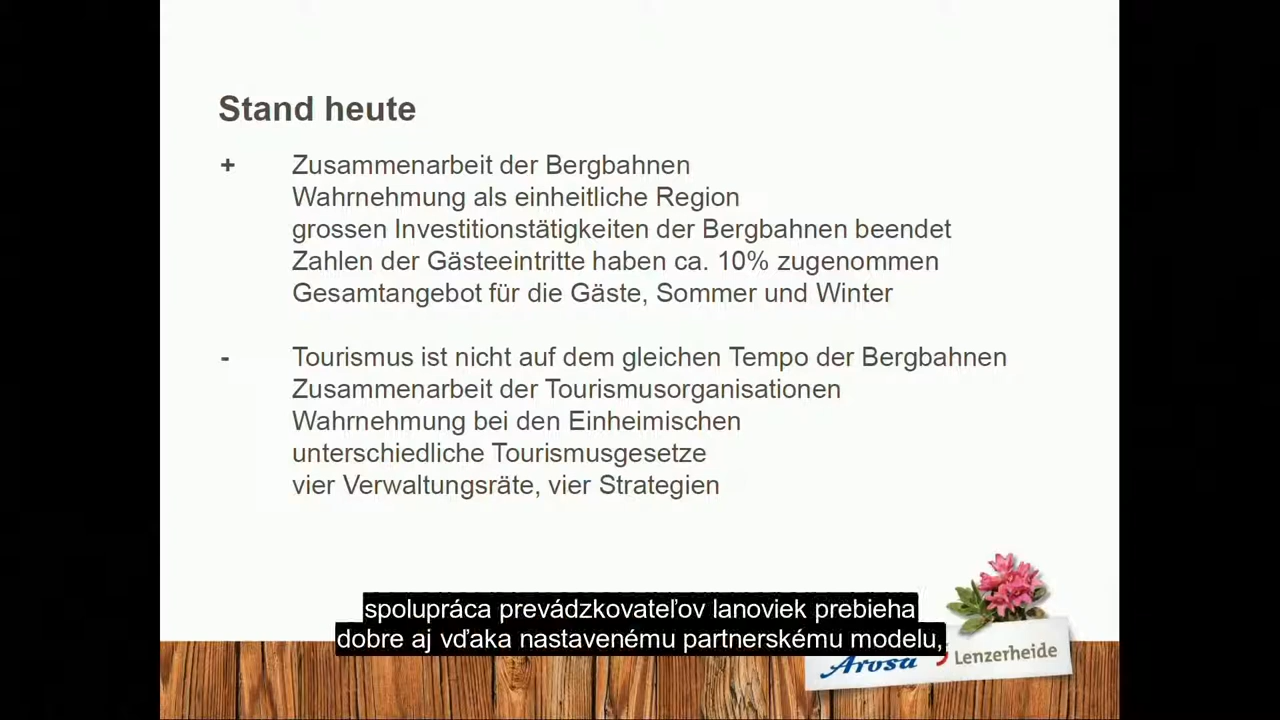 Stand heute
+ Zusammenarbeit der Bergbahnen
Wahrnehmung als einheitliche Region
grossen Investitionstätigkeiten der Bergbahnen beendet
Zahlen der Gästeeintritte haben ca. 10% zugenommen
Gesamtangebot für die Gäste, Sommer und Winter
- Tourismus ist nicht auf dem gleichen Tempo der Bergbahnen
Zusammenarbeit der Tourismusorganisationen
Wahrnehmung bei den Einheimischen
unterschiedliche Tourismusgesetze
vier Verwaltungsräte, vier Strategien
spolupráca prevádzkovateľov lanoviek prebieha
dobre aj vďaka nastavenému partnerskému modelu,
Arosa Lenzerheide